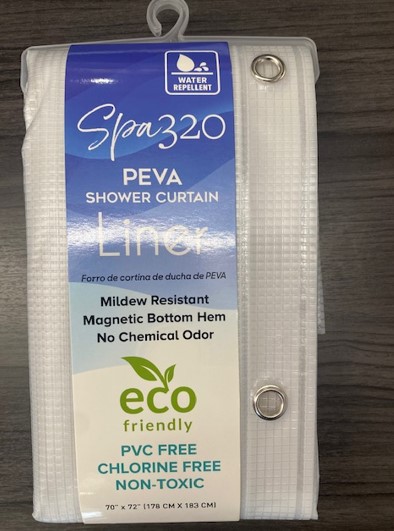 WATER
REPELLENT
Spa320
PEVA
SHOWER CURTAIN
Liner
Forro de cortina de ducha de PEVA
Mildew Resistant
Magnetic Bottom Hem
No Chemical Odor
eco
friendly
PVC FREE
CHLORINE FREE
NON-TOXIC
70" x 72" (178 CM X 183 CM)